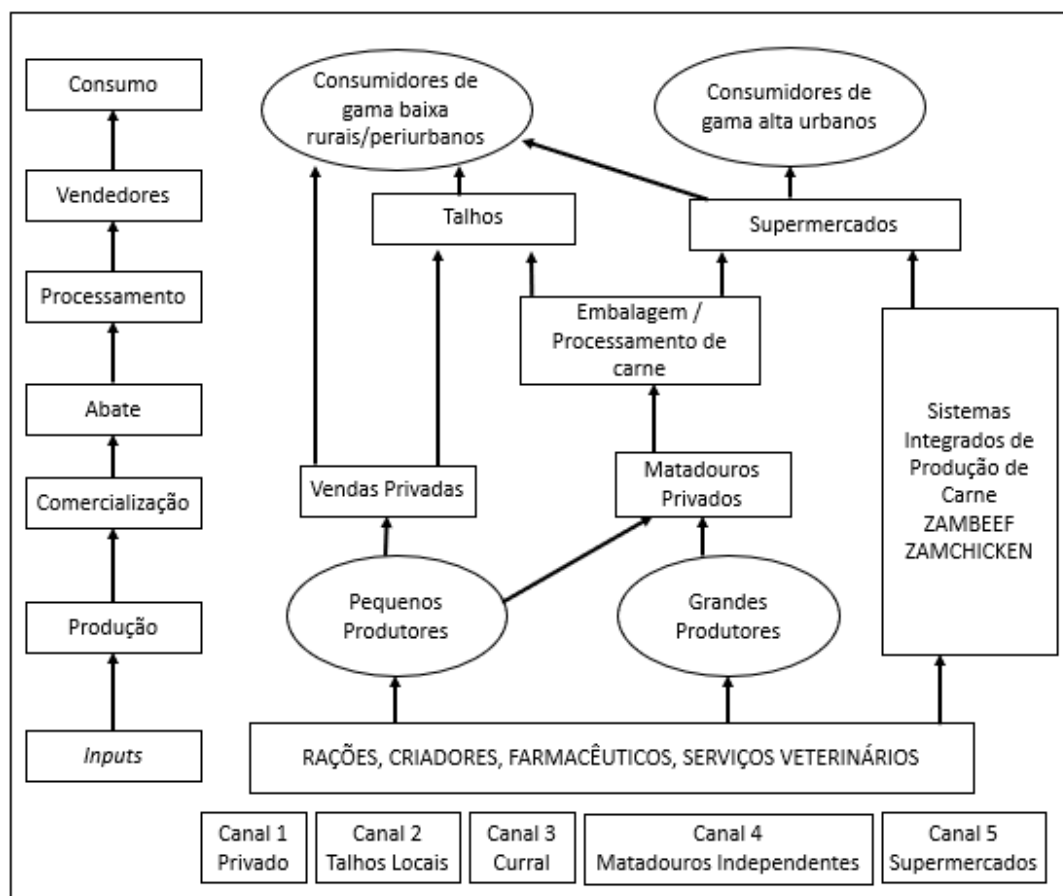 Consumo
Vendedores
Processamento
Abate
Comercialização
Produção
Inputs
Consumidores de
gama baixa
rurais/periurbanos
Consumidores de
gama alta urbanos
Talhos
Supermercados
Embalagem /
Processamento de
carne
Vendas Privadas
Matadouros
Privados
Sistemas
Integrados de
Produção de
Carne
ZAMBEEF
ZAMCHICKEN
Pequenos
Produtores
Grandes
Produtores
RAÇÕES, CRIADORES, FARMACÊUTICOS, SERVIÇOS VETERINÁRIOS
Canal 1
Privado
Canal 2
Talhos Locais
Canal 3
Curral
Canal 4
Matadouros Independentes
Canal 5
Supermercados